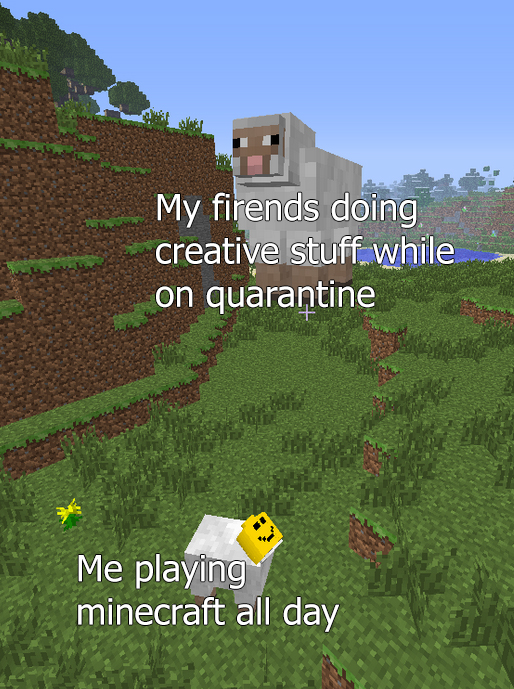 My firends doing
creative stuff while
on quarantine
Me playing
minecraft all day